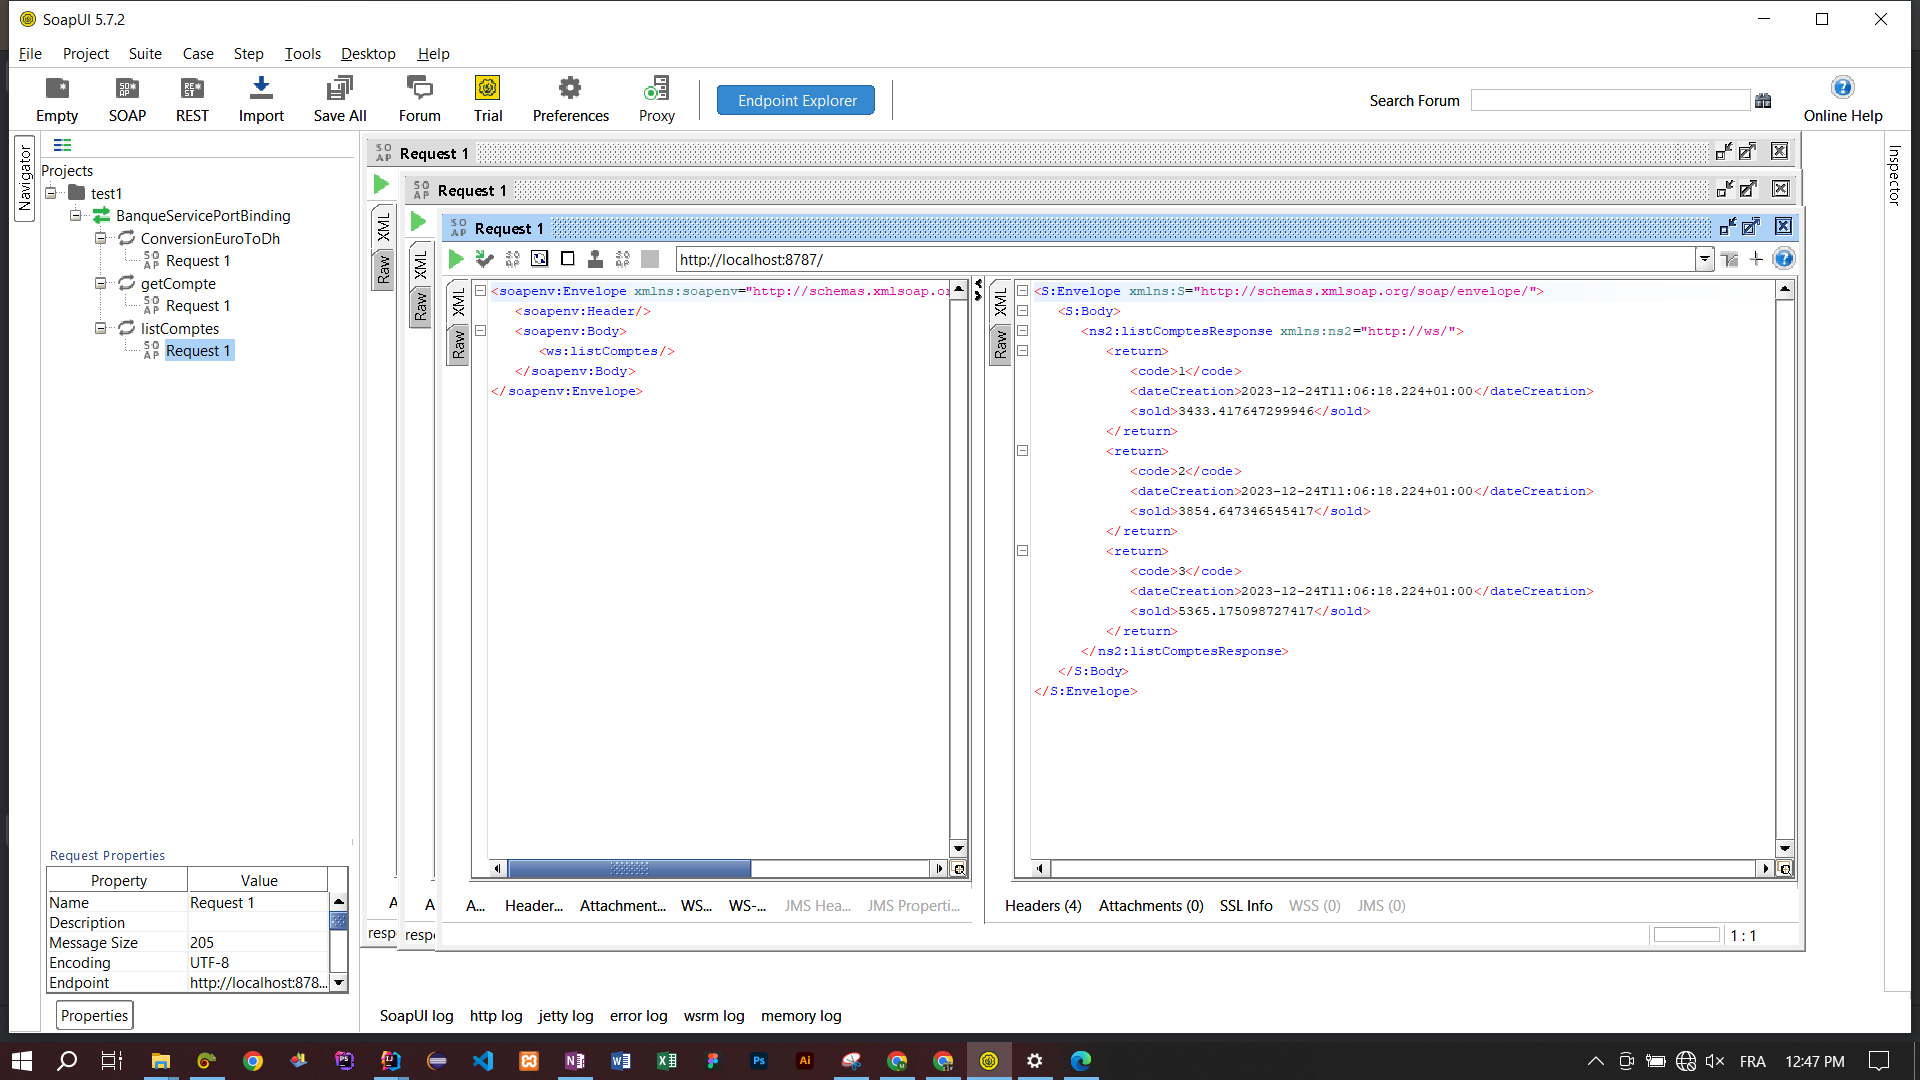 SoapUI 5.7.2
File Project Suite Case Step Tools Desktop Help
Empty SOAP REST Import Save All Forum Trial Preferences Proxy Endpoint Explorer Search Forum Online Help
Navigator
Projects
test1
BanqueServicePortBinding
ConversionEuroToDh
Request 1
getCompte
Request 1
listComptes
Request 1
Request Properties
Property Value
Name Request 1
Description
Message Size 205
Encoding UTF-8
Endpoint http://localhost:878...
Properties
Request 1
XML
Raw
Request 1
XML
Raw
Request 1
http://localhost:8787/
XML
Raw
<soapenv:Envelope xmlns:soapenv="http://schemas.xmlsoap.o
<soapenv:Header/>
<soapenv:Body>
<ws:listComptes/>
</soapenv:Body>
</soapenv:Envelope>
XML
Raw
<S:Envelope xmlns:S="http://schemas.xmlsoap.org/soap/envelope/">
<S:Body>
<ns2:listComptesResponse xmlns:ns2="http://ws/">
<return>
<code>1</code>
<dateCreation>2023-12-24T11:06:18.224+01:00</dateCreation>
<sold>3433.417647299946</sold>
</return>
<return>
<code>2</code>
<dateCreation>2023-12-24T11:06:18.224+01:00</dateCreation>
<sold>3854.647346545417</sold>
</return>
<return>
<code>3</code>
<dateCreation>2023-12-24T11:06:18.224+01:00</dateCreation>
<sold>5365.175098727417</sold>
</return>
</ns2:listComptesResponse>
</S:Body>
</S:Envelope>
A A A... Header... Attachment... WS... WS-... JMS Hea... JMS Properti...
Headers (4) Attachments (0) SSL Info WSS (0) JMS (0)
resp resp
1 : 1
Inspector
SoapUI log http log jetty log error log wsrm log memory log
FRA 12:47 PM